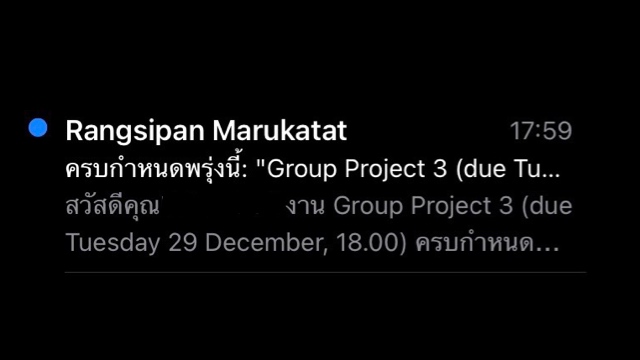 Rangsipan Marukatat 17:59
ครบกำหนดพรุ่งนี้: "Group Project 3 (due Tu...
สวัสดีคุณ งาน Group Project 3 (due
Tuesday 29 December, 18.00) ครบกำหนด...